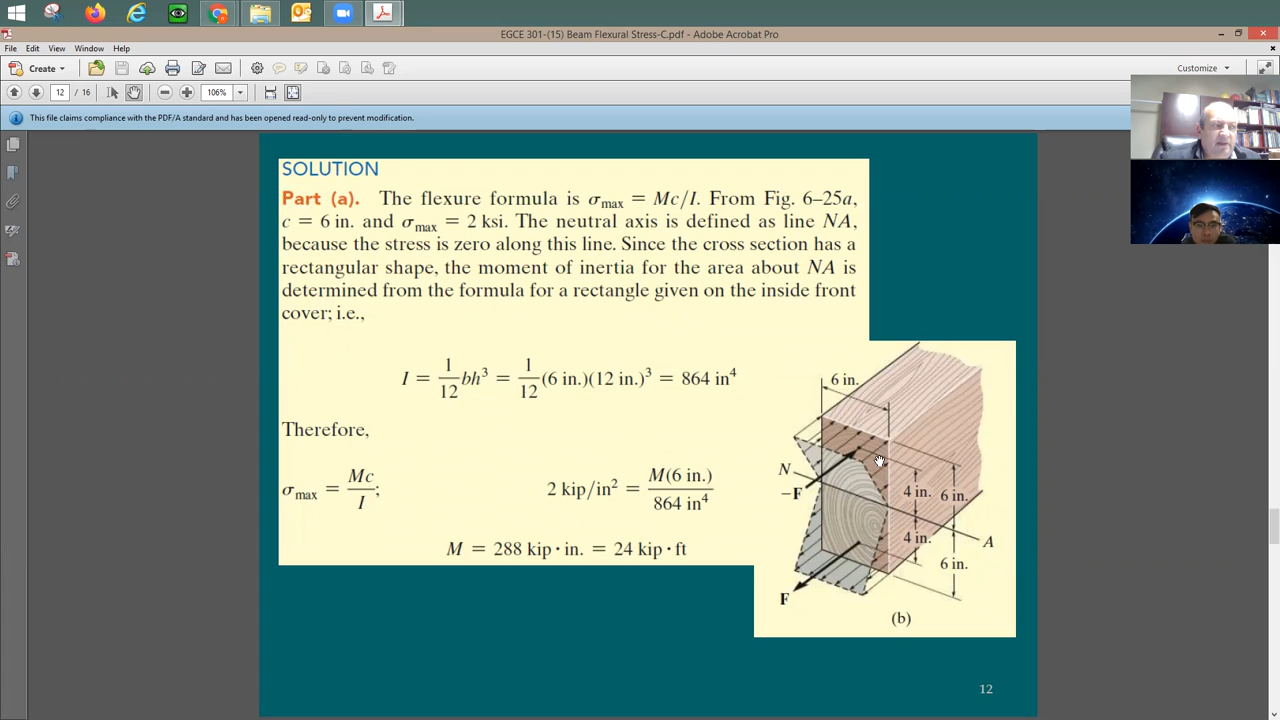 EGCE 301-(15) Beam Flexural Stress-C.pdf - Adobe Acrobat Pro
File Edit View Window Help
Create
Customize
12 / 16
106%
This file claims compliance with the PDF/A standard and has been opened read-only to prevent modification.
SOLUTION
Part (a). The flexure formula is σmax = Mc/I. From Fig. 6–25a,
c = 6 in. and σmax = 2 ksi. The neutral axis is defined as line NA,
because the stress is zero along this line. Since the cross section has a
rectangular shape, the moment of inertia for the area about NA is
determined from the formula for a rectangle given on the inside front
cover; i.e.,
I = 1/12 bh³ = 1/12 (6 in.)(12 in.)³ = 864 in⁴
Therefore,
σmax = Mc/I; 2 kip/in² = M(6 in.)/864 in⁴
M = 288 kip · in. = 24 kip · ft
6 in.
N
−F
4 in. 6 in.
4 in.
A
6 in.
F
(b)
12